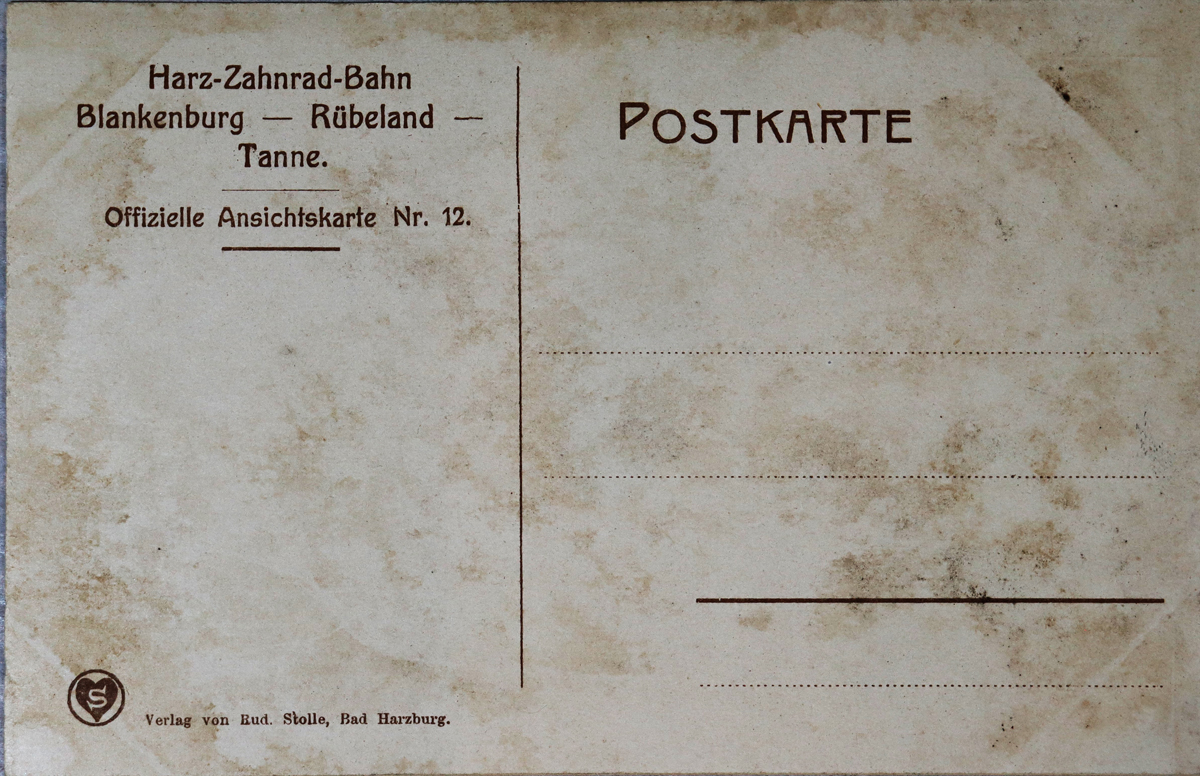 Harz-Zahnrad-Bahn
Blankenburg — Rübeland —
Tanne.
Offizielle Ansichtskarte Nr. 12.
POSTKARTE
S
Verlag von Rud. Stolle, Bad Harzburg.